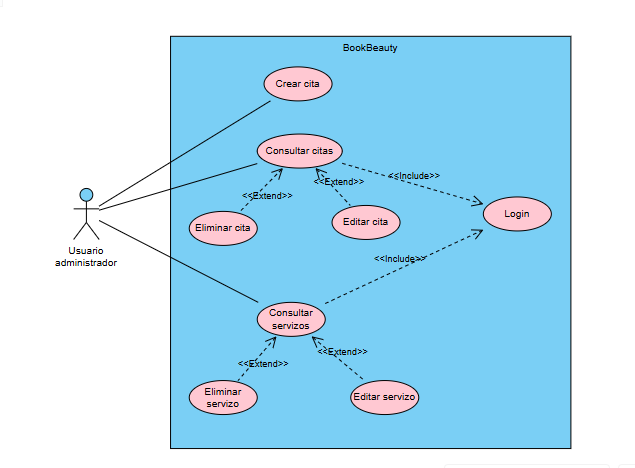 BookBeauty
Crear cita
Consultar citas
<<Include>>
<<Extend>>
<<Extend>>
Eliminar cita
Editar cita
Login
Usuario
administrador
<<Include>>
Consultar
servizos
<<Extend>>
<<Extend>>
Eliminar
servizo
Editar servizo